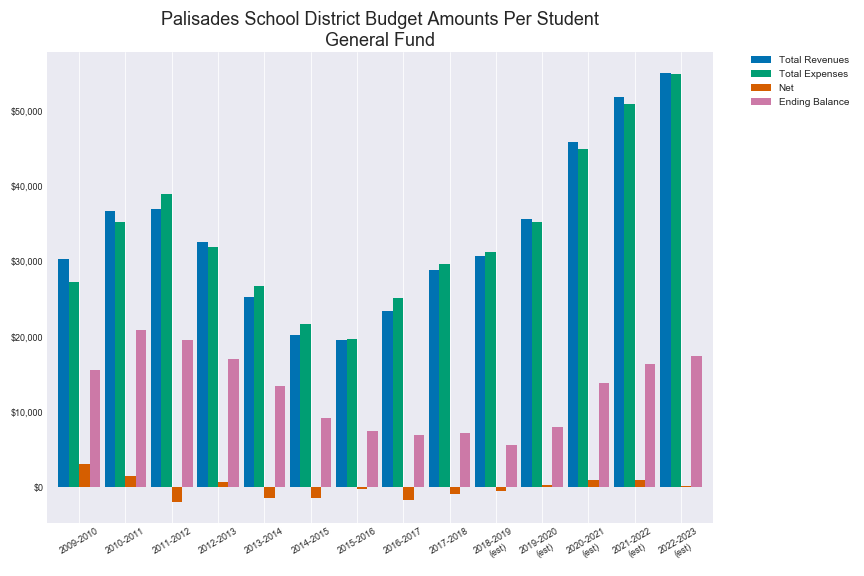 Palisades School District Budget Amounts Per Student
General Fund
Total Revenues
Total Expenses
Net
Ending Balance
$50,000
$40,000
$30,000
$20,000
$10,000
$0
2009-2010
2010-2011
2011-2012
2012-2013
2013-2014
2014-2015
2015-2016
2016-2017
2017-2018
2018-2019
(est)
2019-2020
(est)
2020-2021
(est)
2021-2022
(est)
2022-2023
(est)